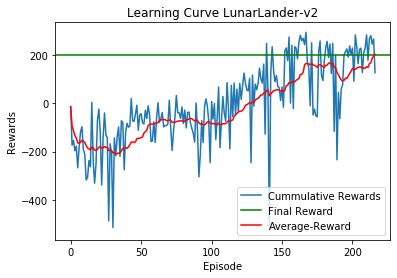 Learning Curve LunarLander-v2
Rewards
200
0
−200
−400
Cummulative Rewards
Final Reward
Average-Reward
0
50
100
150
200
Episode